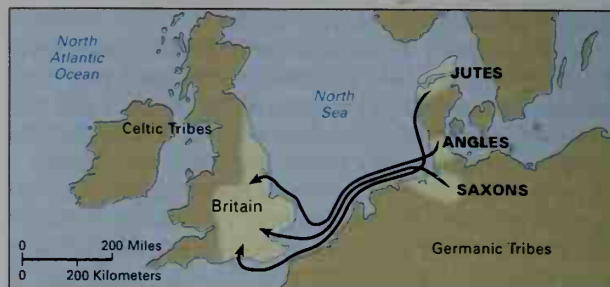 North
Atlantic
Ocean
JUTES
North
Sea
Celtic Tribes
ANGLES
SAXONS
Britain
Germanic Tribes
0 200 Miles
0 200 Kilometers